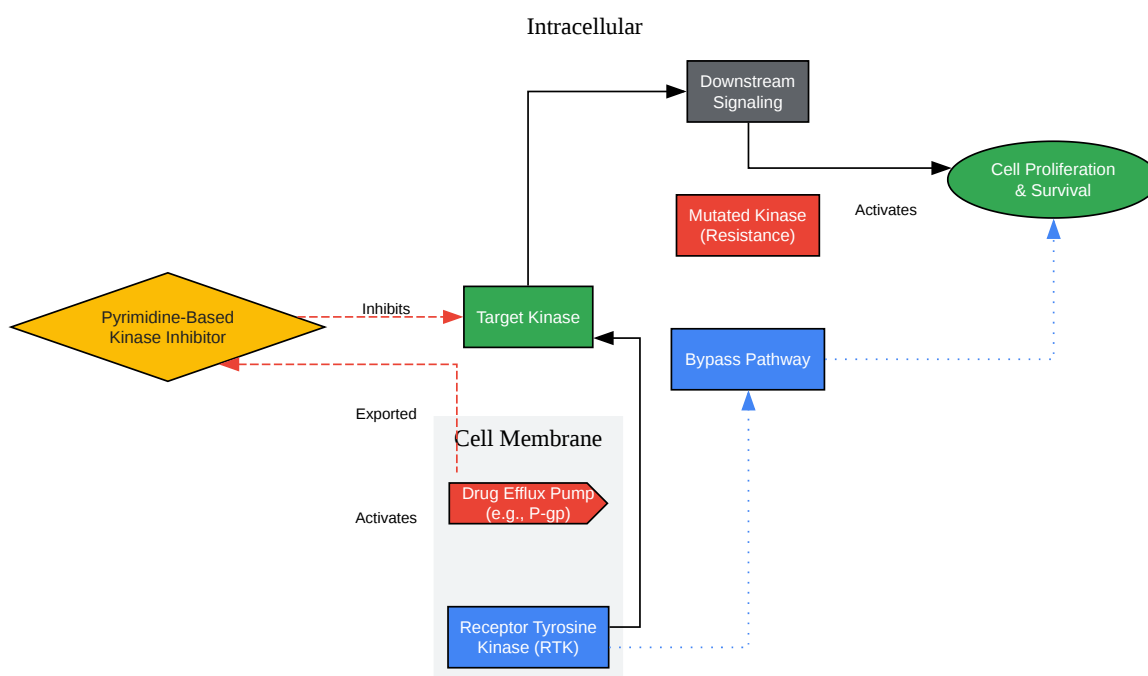 Intracellular
Downstream
Signaling
Cell Proliferation
& Survival
Mutated Kinase
(Resistance)
Activates
Pyrimidine-Based
Kinase Inhibitor
Inhibits
Target Kinase
Bypass Pathway
Exported
Cell Membrane
Drug Efflux Pump
(e.g., P-gp)
Activates
Receptor Tyrosine
Kinase (RTK)